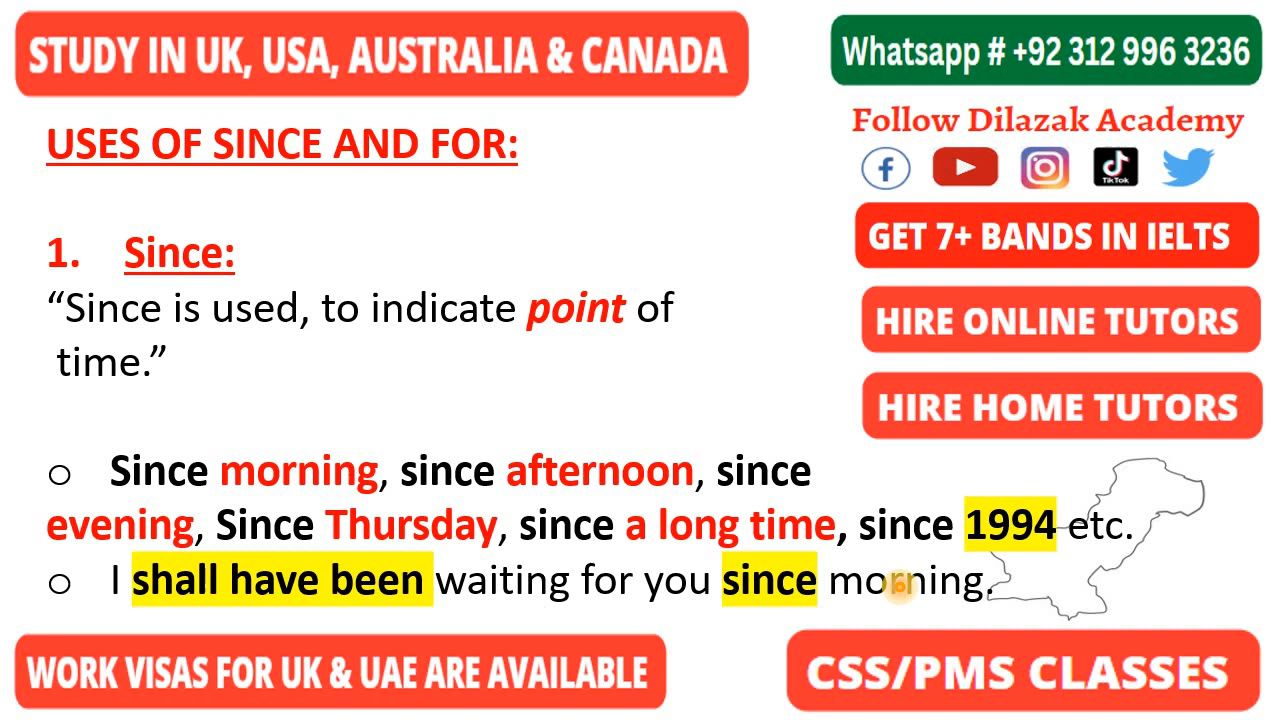 STUDY IN UK, USA, AUSTRALIA & CANADA
Whatsapp # +92 312 996 3236
Follow Dilazak Academy
TikTok
USES OF SINCE AND FOR:
GET 7+ BANDS IN IELTS
1. Since:
“Since is used, to indicate point of
time.”
HIRE ONLINE TUTORS
HIRE HOME TUTORS
o Since morning, since afternoon, since
evening, Since Thursday, since a long time, since 1994 etc.
o I shall have been waiting for you since morning.
WORK VISAS FOR UK & UAE ARE AVAILABLE
CSS/PMS CLASSES